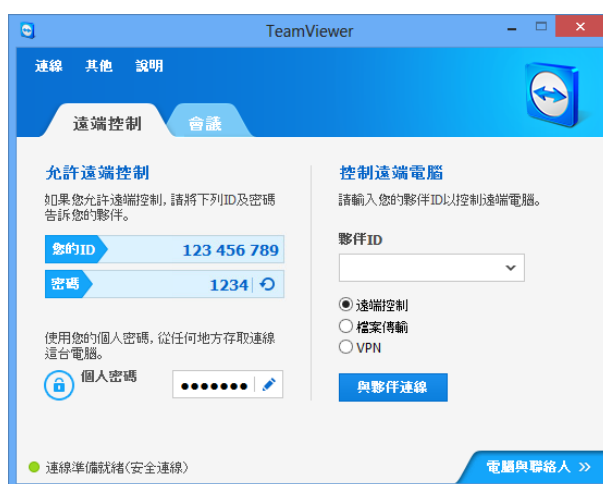 TeamViewer
連線 其他 說明
遠端控制 會議
允許遠端控制
如果您允許遠端控制, 請將下列ID及密碼
告訴您的夥伴。
您的ID 123 456 789
密碼 1234
使用您的個人密碼, 從任何地方存取連線
這台電腦。
個人密碼
控制遠端電腦
請輸入您的夥伴ID以控制遠端電腦。
夥伴ID
遠端控制
檔案傳輸
VPN
與夥伴連線
連線準備就緒(安全連線)
電腦與聯絡人 »